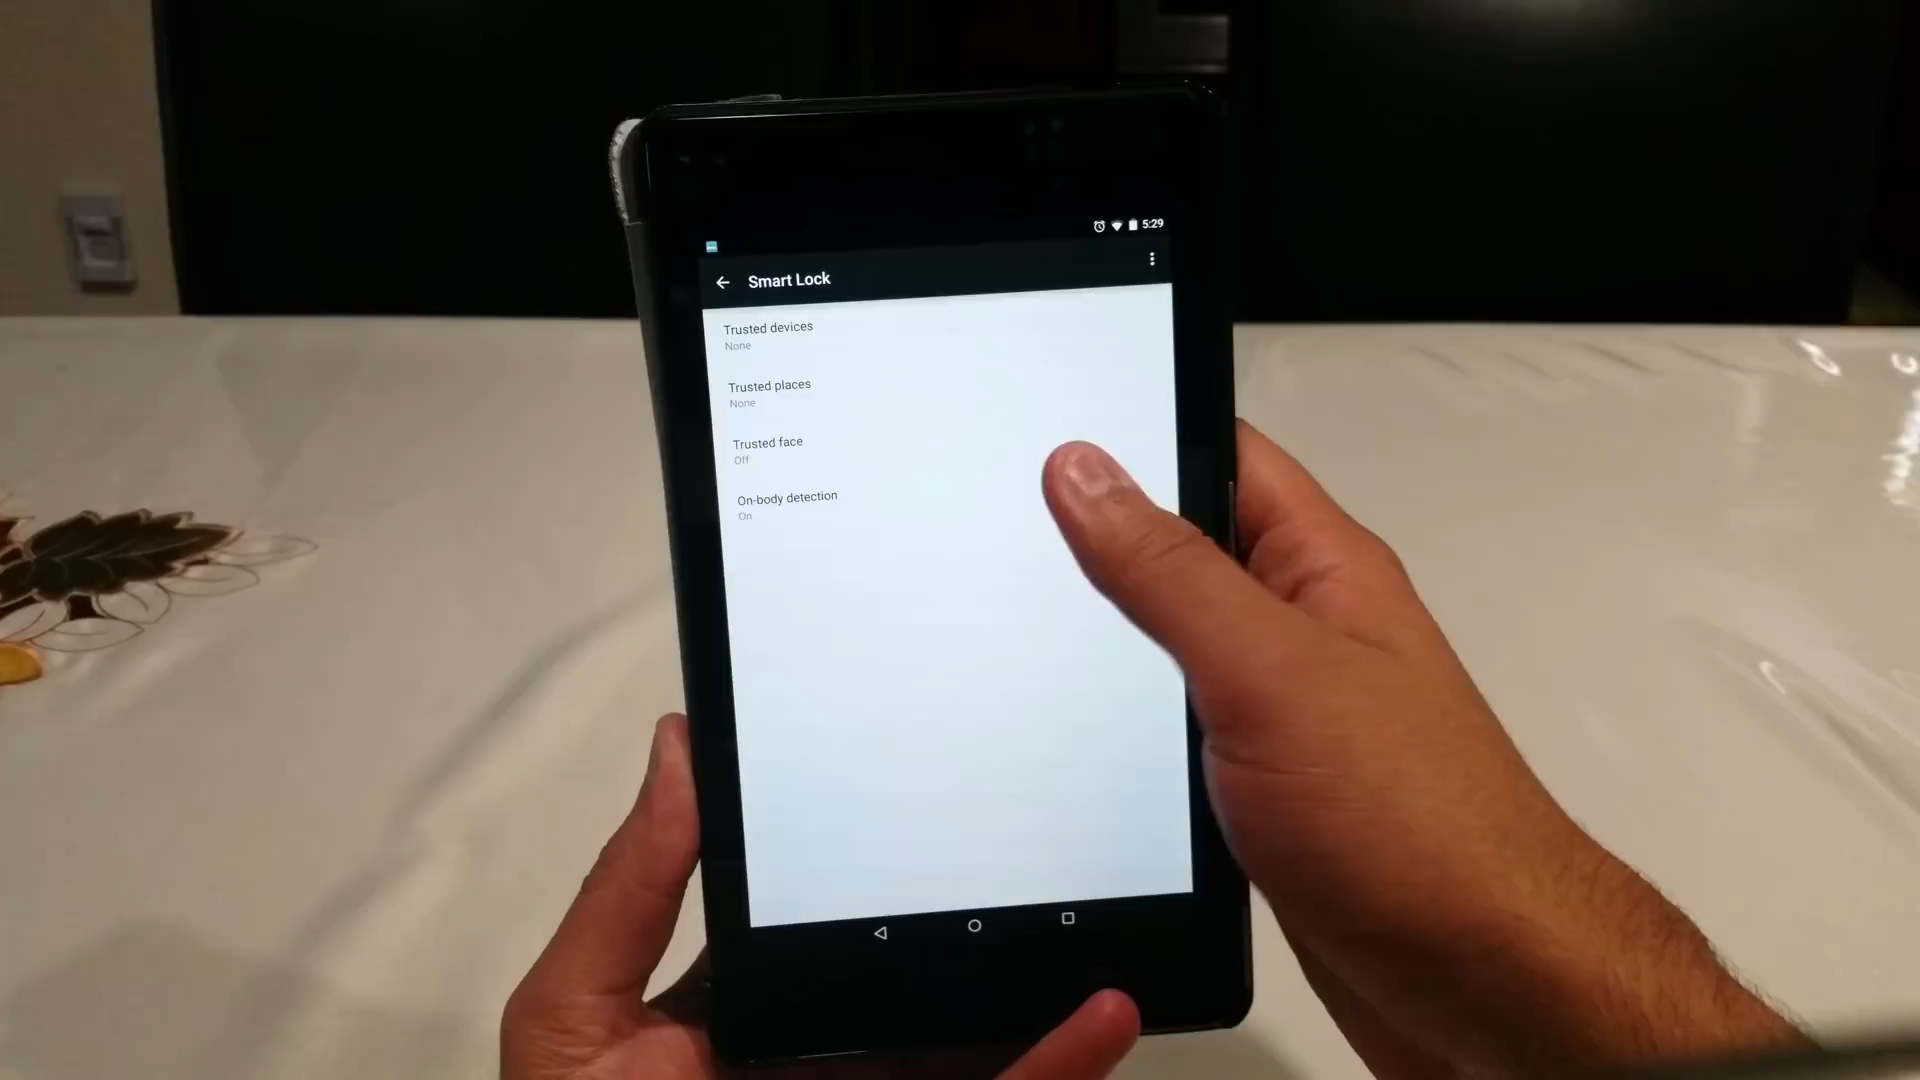 5:29
Smart Lock
Trusted devices
None
Trusted places
None
Trusted face
Off
On-body detection
On